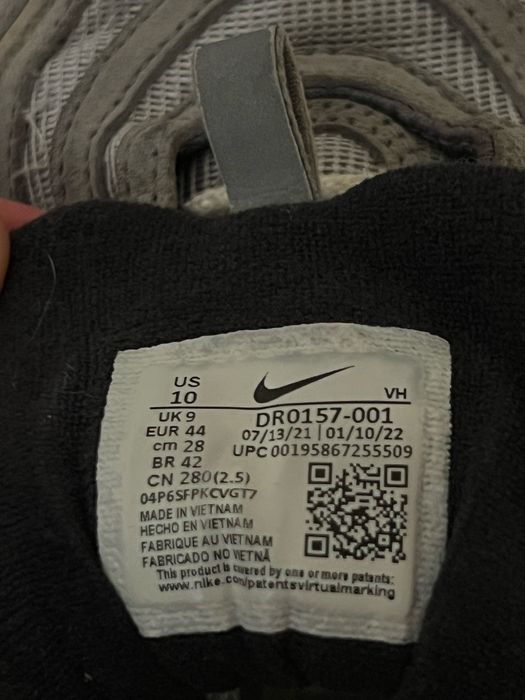 US
10
VH
UK 9
EUR 44
cm 28
BR 42
CN 280(2.5)
04P6SFPKCVGT7
DR0157-001
07/13/21 | 01/10/22
UPC 00195867255509
MADE IN VIETNAM
HECHO EN VIETNAM
FABRIQUE AU VIETNAM
FABRICADO NO VIETNÃ
This product is covered by one or more patents:
www.nike.com/patentsvirtualmarking